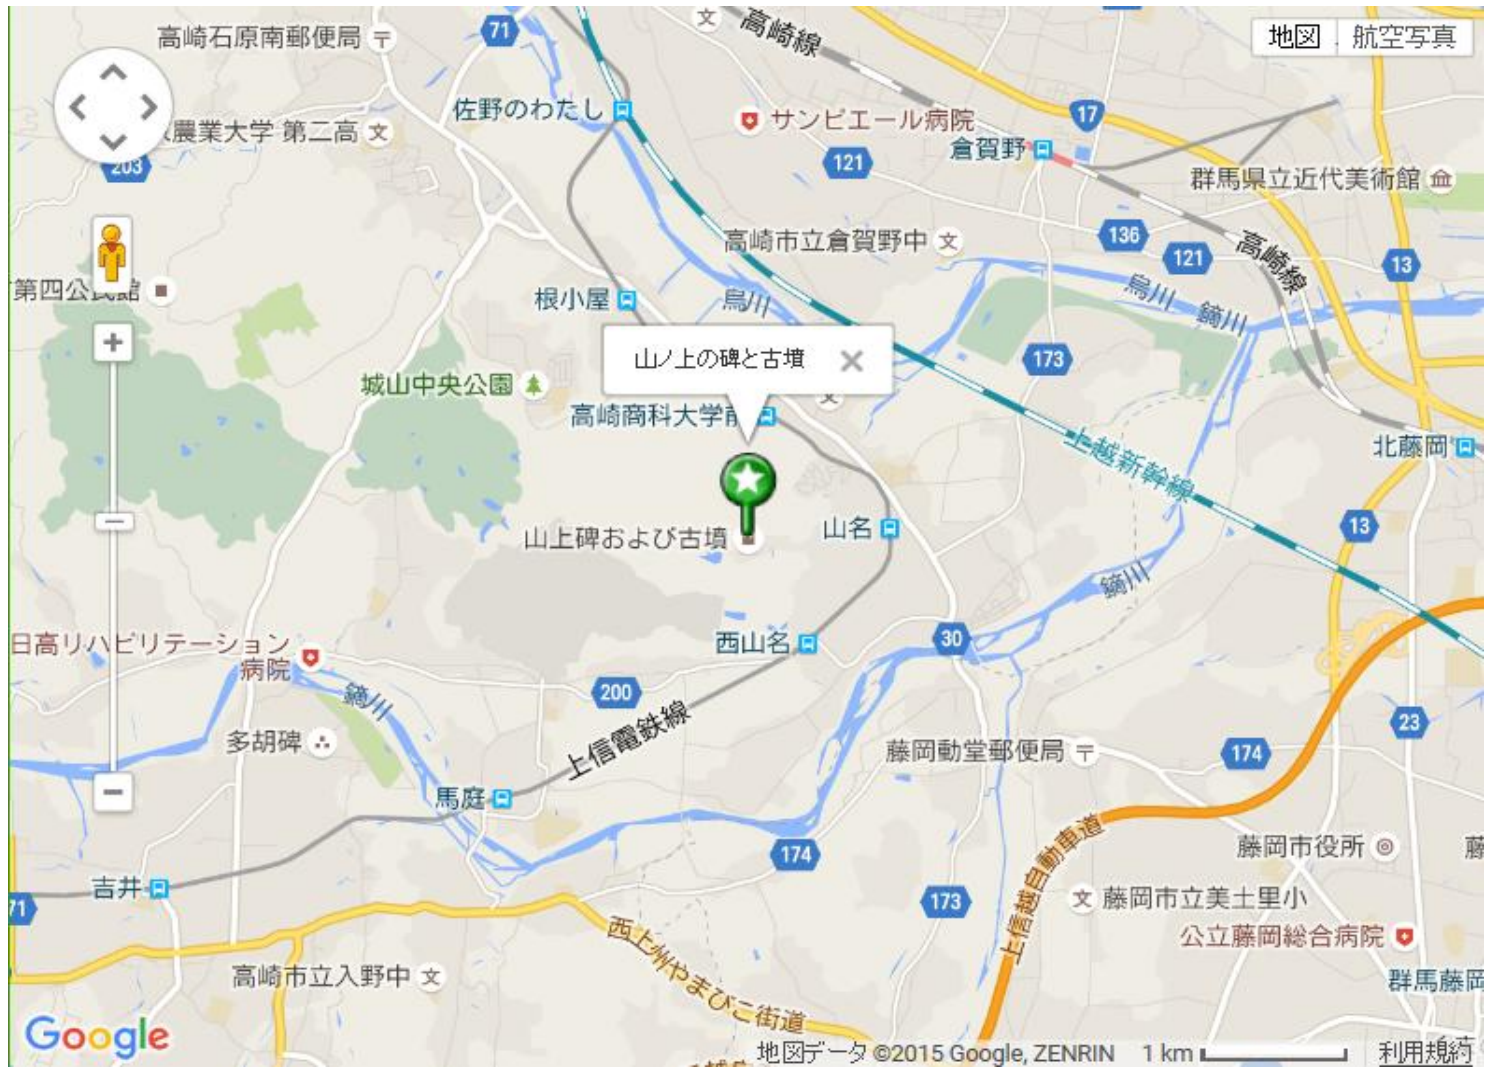 高崎石原南郵便局
71
高崎線
地図
航空写真
佐野のわたし
サンピエール病院
17
農業大学 第二高
倉賀野
121
203
群馬県立近代美術館
高崎市立倉賀野中
136
121
高崎線
13
第四公民館
根小屋
烏川
烏川
鏑川
山ノ上の碑と古墳
173
城山中央公園
高崎商科大学前
上越新幹線
北藤岡
山上碑および古墳
山名
13
鏑川
日高リハビリテーション
病院
西山名
30
鏑川
200
上信電鉄線
23
多胡碑
藤岡動堂郵便局
174
馬庭
174
藤岡市役所
藤
吉井
71
173
上信越自動車道
藤岡市立美土里小
公立藤岡総合病院
西上州やまびこ街道
高崎市立入野中
群馬藤岡
Google
地図データ ©2015 Google, ZENRIN
1 km
利用規約